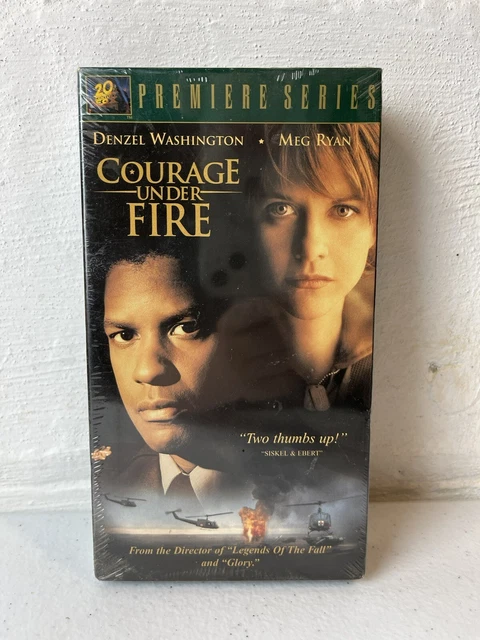 20
PREMIERE SERIES
DENZEL WASHINGTON ★ MEG RYAN
COURAGE
UNDER
FIRE
"Two thumbs up!"
"SISKEL & EBERT"
From the Director of "Legends Of The Fall"
and "Glory."